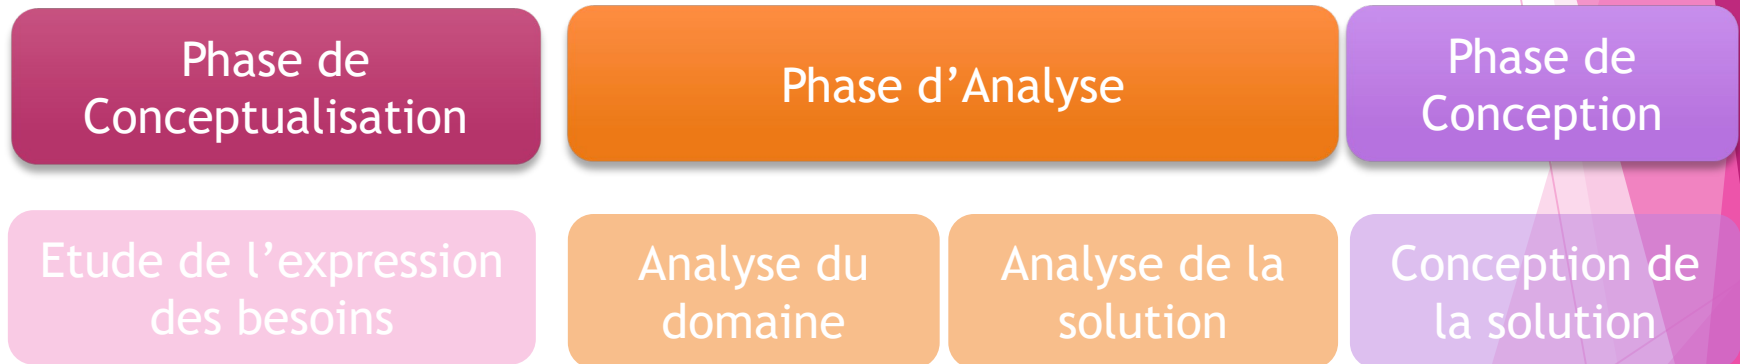 Phase de
Conceptualisation
Phase d’Analyse
Phase de
Conception
Etude de l’expression
des besoins
Analyse du
domaine
Analyse de la
solution
Conception de
la solution